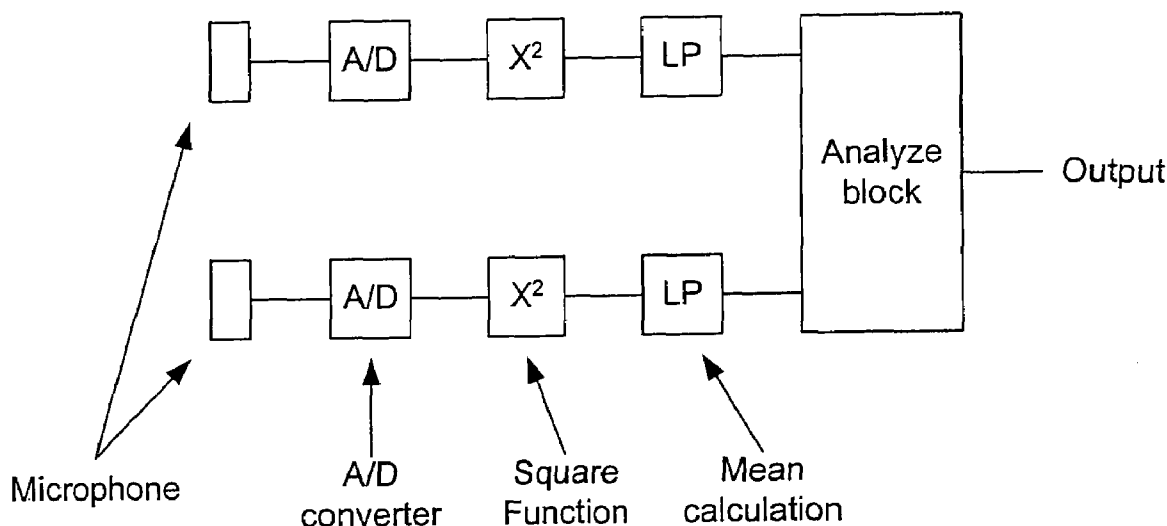 A/D
X²
LP
Analyze
block
Output
A/D
X²
LP
Microphone
A/D
converter
Square
Function
Mean
calculation